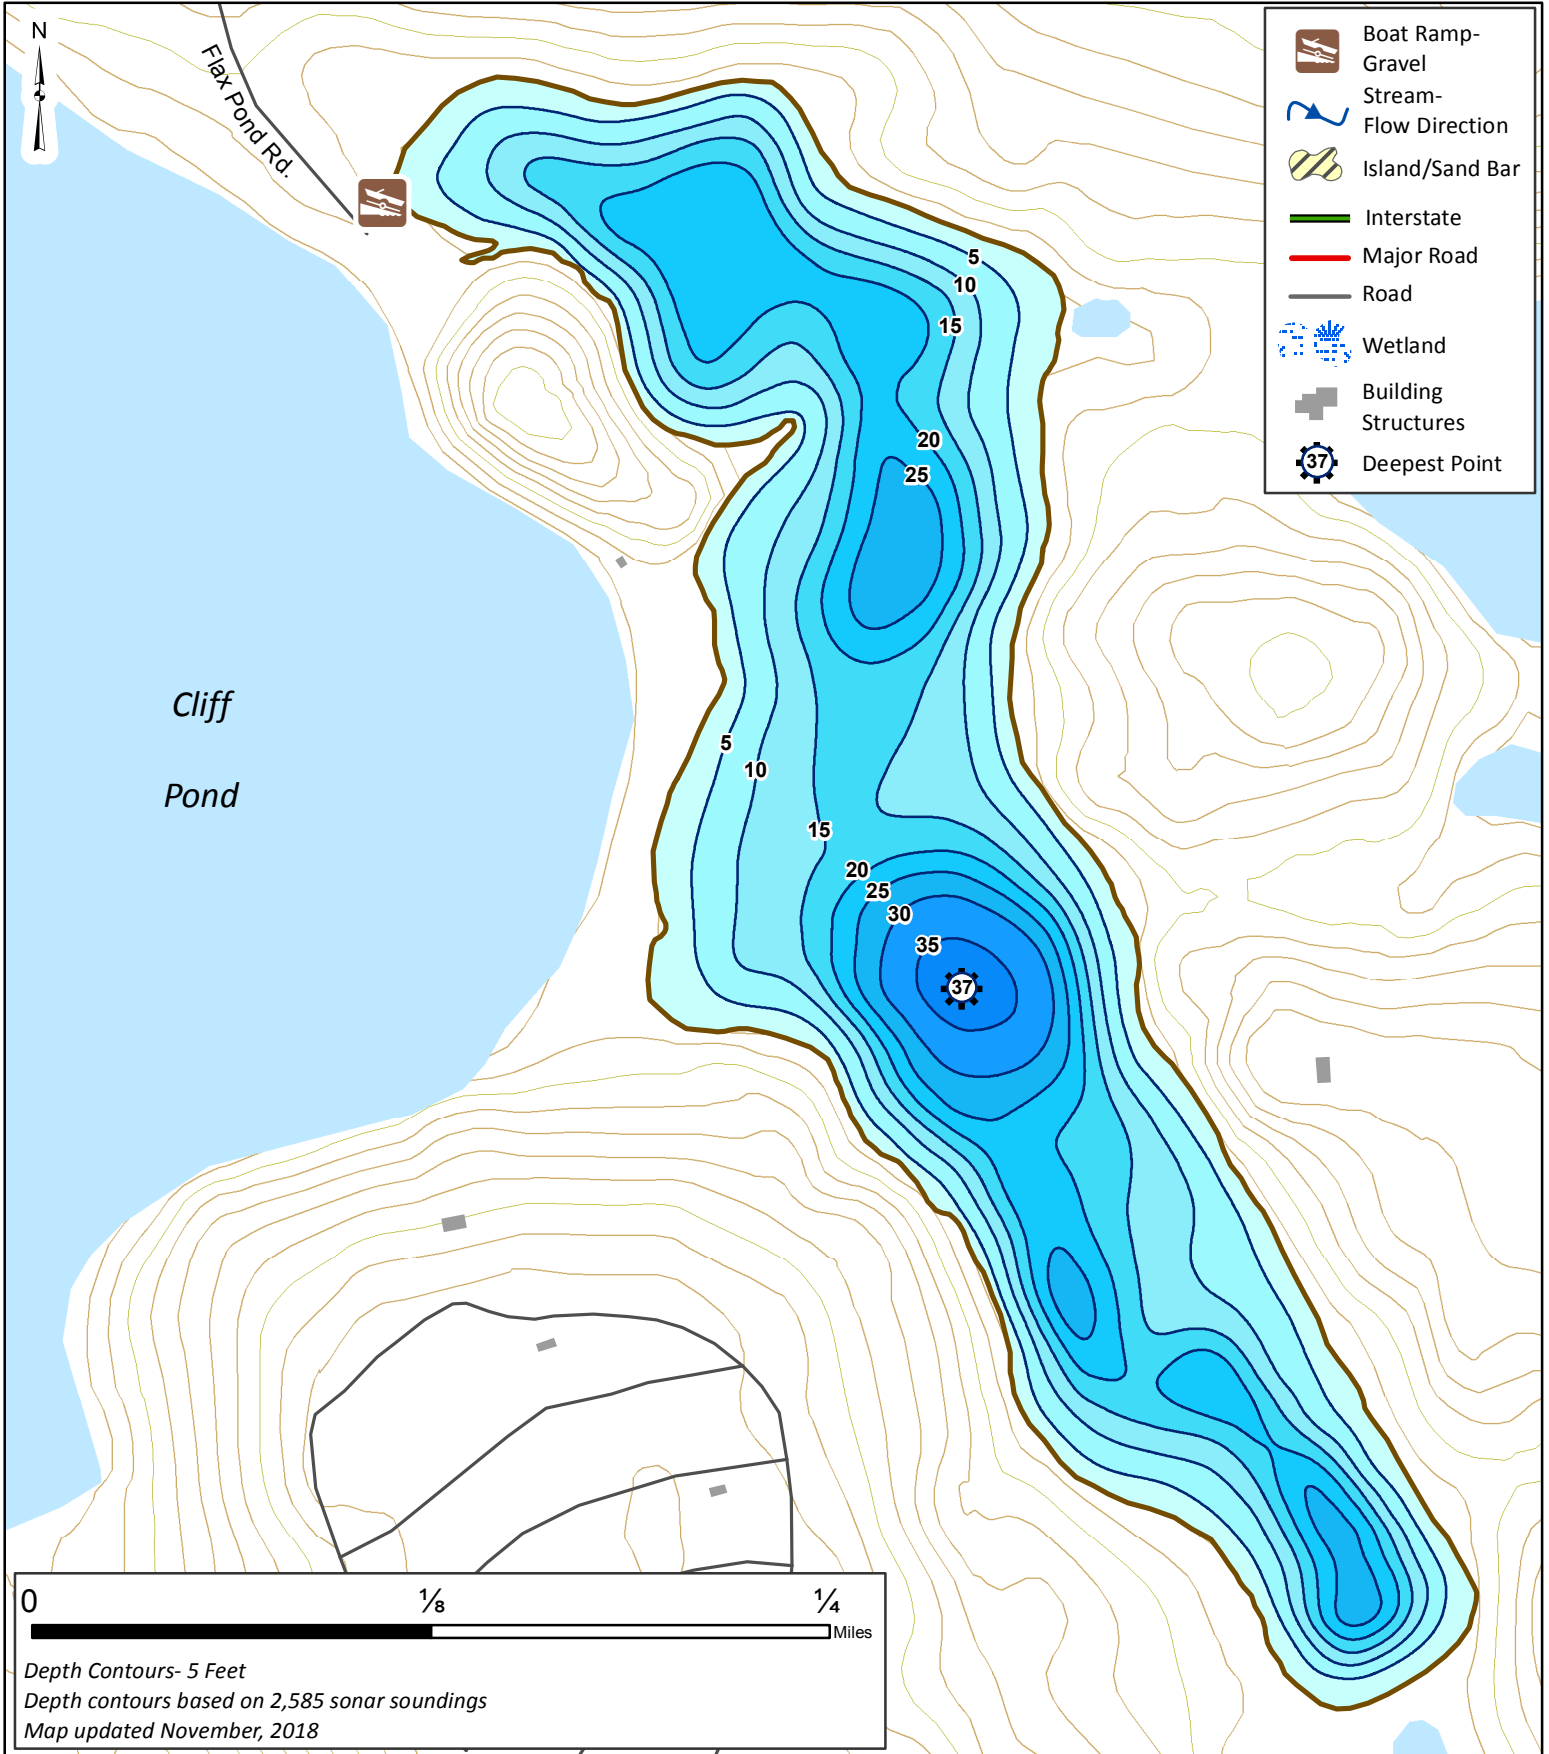 N
Flax Pond Rd.
Boat Ramp-
Gravel
Stream-
Flow Direction
Island/Sand Bar
Interstate
Major Road
Road
Wetland
Building
Structures
37
Deepest Point
5
10
15
20
25
Cliff
Pond
5
10
15
20
25
30
35
37
0
⅛
¼
Miles
Depth Contours- 5 Feet
Depth contours based on 2,585 sonar soundings
Map updated November, 2018